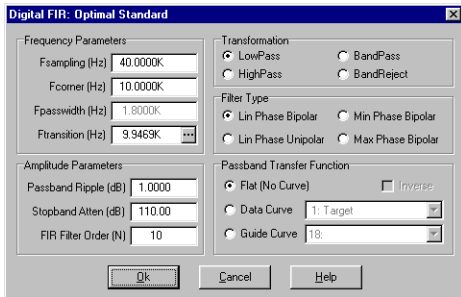 Digital FIR: Optimal Standard
Frequency Parameters
Fsampling (Hz) 40.0000K
Fcorner (Hz) 10.0000K
Fpasswidth (Hz) 1.8000K
Ftransition (Hz) 9.9469K ...
Amplitude Parameters
Passband Ripple (dB) 1.0000
Stopband Atten (dB) 110.00
FIR Filter Order (N) 10
Transformation
LowPass BandPass
HighPass BandReject
Filter Type
Lin Phase Bipolar Min Phase Bipolar
Lin Phase Unipolar Max Phase Bipolar
Passband Transfer Function
Flat (No Curve) Inverse
Data Curve 1: Target
Guide Curve 18:
Ok Cancel Help